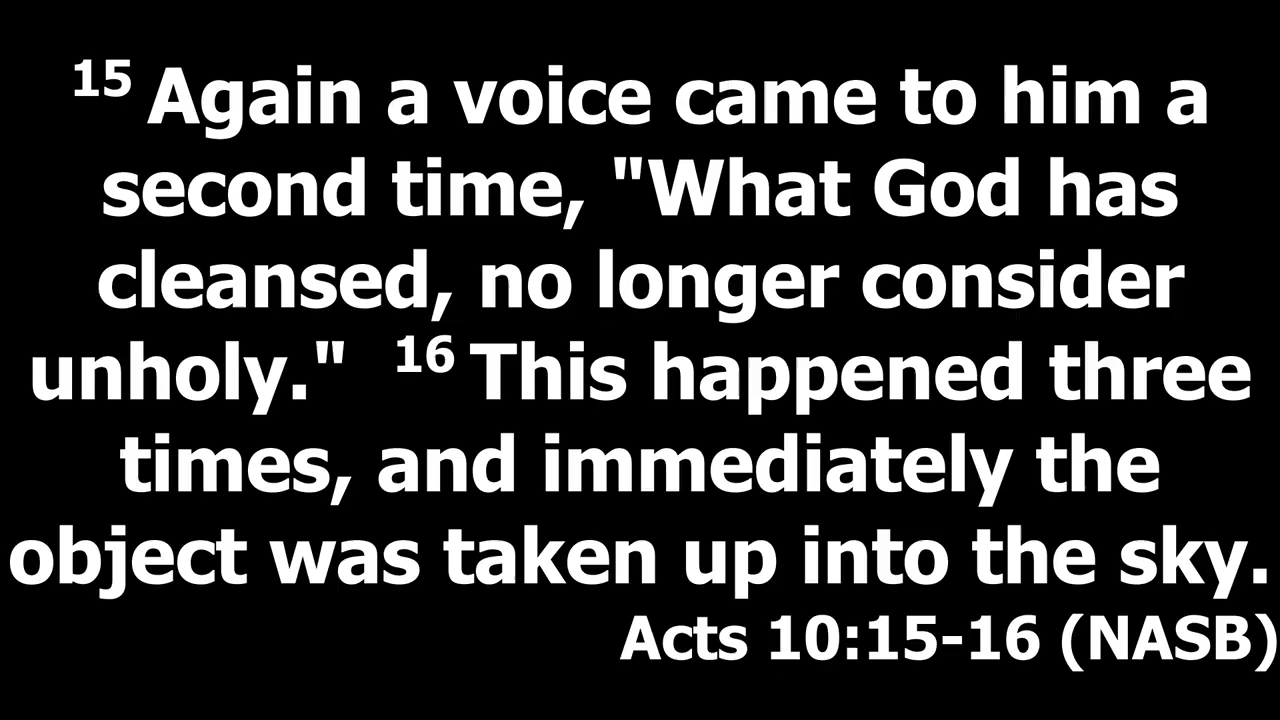 15 Again a voice came to him a
second time, "What God has
cleansed, no longer consider
unholy." 16 This happened three
times, and immediately the
object was taken up into the sky.
Acts 10:15-16 (NASB)